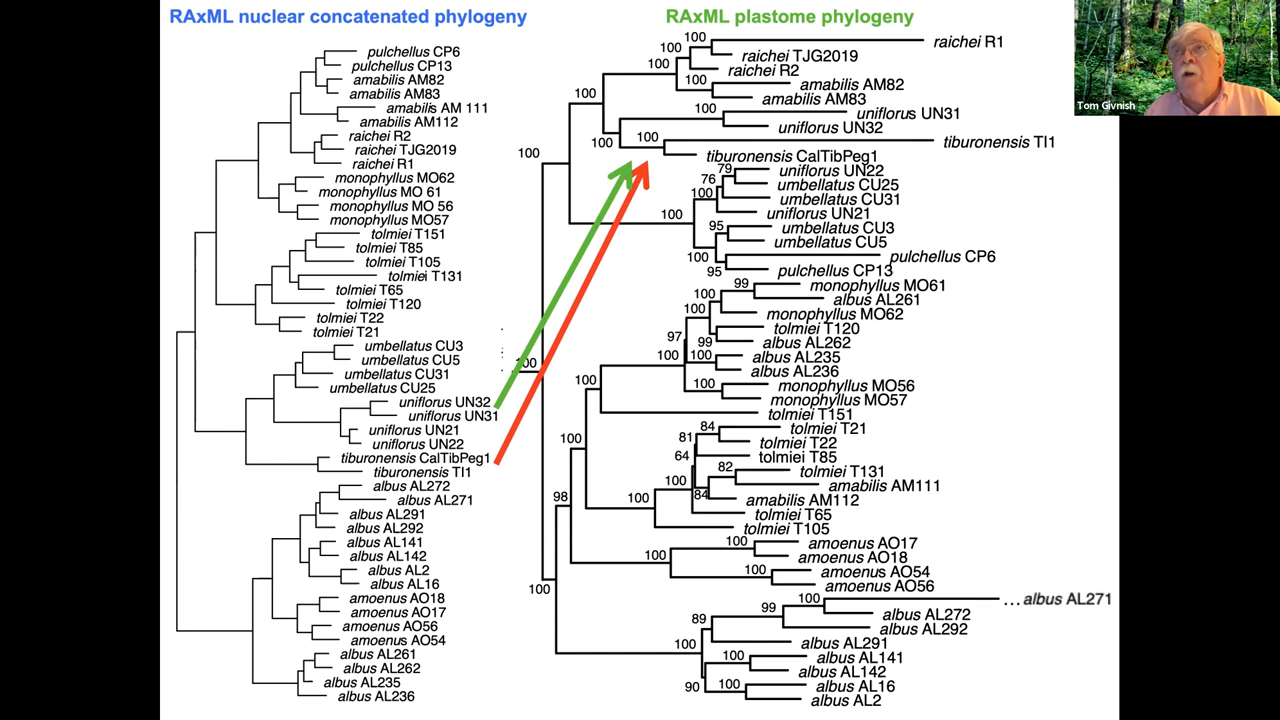 RAxML nuclear concatenated phylogeny
pulchellus CP6
pulchellus CP13
amabilis AM82
amabilis AM83
amabilis AM 111
amabilis AM112
raichei R2
raichei TJG2019
raichei R1
monophyllus MO62
monophyllus MO 61
monophyllus MO 56
monophyllus MO57
tolmiei T151
tolmiei T85
tolmiei T105
tolmiei T131
tolmiei T65
tolmiei T120
tolmiei T22
tolmiei T21
umbellatus CU3
umbellatus CU5
umbellatus CU31
umbellatus CU25
uniflorus UN32
uniflorus UN31
uniflorus UN21
uniflorus UN22
tiburonensis CalTibPeg1
tiburonensis TI1
albus AL272
albus AL271
albus AL291
albus AL292
albus AL141
albus AL142
albus AL2
albus AL16
amoenus AO18
amoenus AO17
amoenus AO56
amoenus AO54
albus AL261
albus AL262
albus AL235
albus AL236
RAxML plastome phylogeny
100 raichei R1
100 raichei TJG2019
100 raichei R2
100 amabilis AM82
amabilis AM83
100
100 uniflorus UN31
uniflorus UN32
100
100 tiburonensis TI1
tiburonensis CalTibPeg1
100
79 uniflorus UN22
76 umbellatus CU25
100 umbellatus CU31
uniflorus UN21
100
95 umbellatus CU3
umbellatus CU5
100 pulchellus CP6
95 pulchellus CP13
99 monophyllus MO61
100 albus AL261
100 monophyllus MO62
tolmiei T120
97 99 albus AL262
100 100 albus AL235
albus AL236
100
100 monophyllus MO56
monophyllus MO57
100
tolmiei T151
84 tolmiei T21
81 tolmiei T22
100
64 tolmiei T85
82 tolmiei T131
100 amabilis AM111
84 amabilis AM112
98 100
tolmiei T65
tolmiei T105
100 amoenus AO17
100 amoenus AO18
100 amoenus AO54
amoenus AO56
100
100 ...albus AL271
99 albus AL272
89 albus AL292
albus AL291
100
100 albus AL141
albus AL142
90 100 albus AL16
albus AL2
Tom Givnish